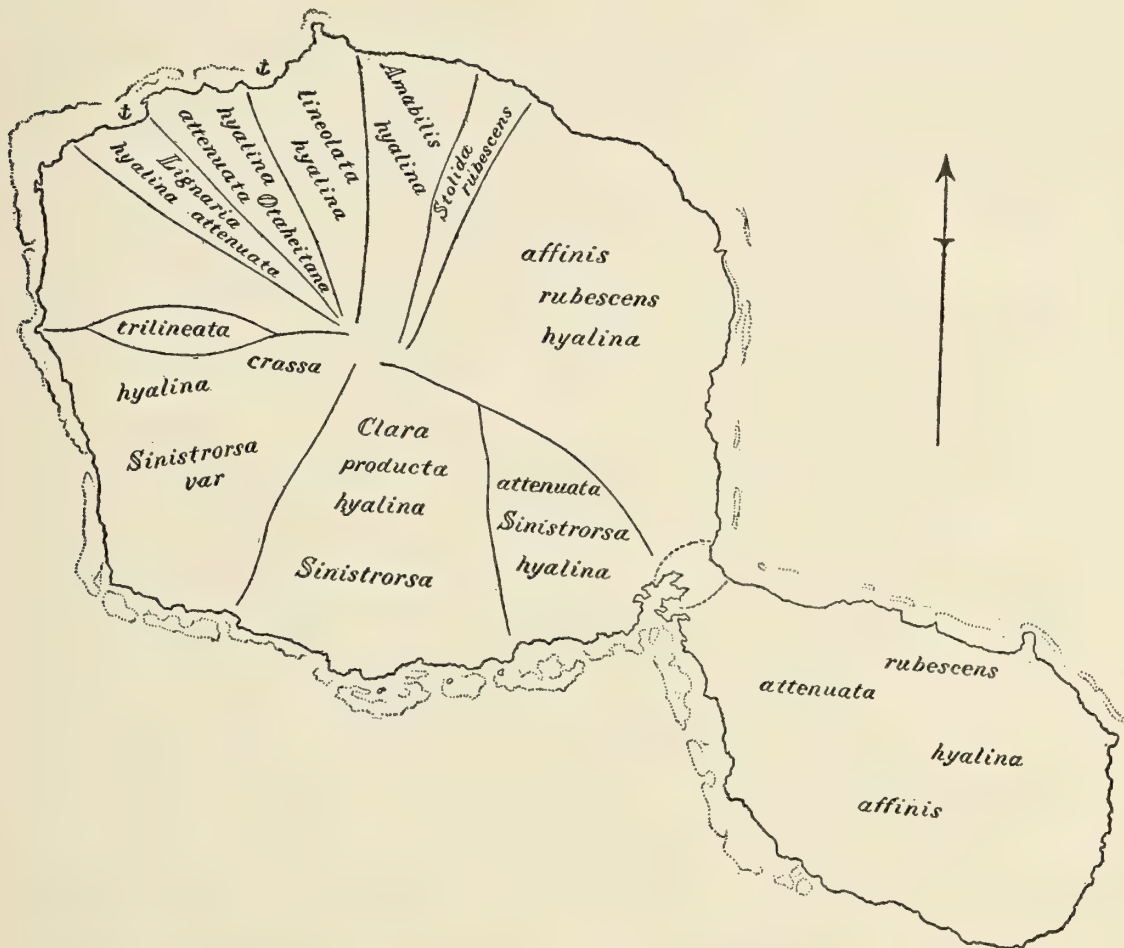 hyalina attenuata
Lignaria
attenuata
hyalina Otaheitana
lineolata
hyalina
Amabilis
hyalina
Stolida
rubescens
affinis
rubescens
hyalina
trilineata
crassa
hyalina
Sinistrorsa
var
Clara
producta
hyalina
Sinistrorsa
attenuata
Sinistrorsa
hyalina
rubescens
attenuata
hyalina
affinis